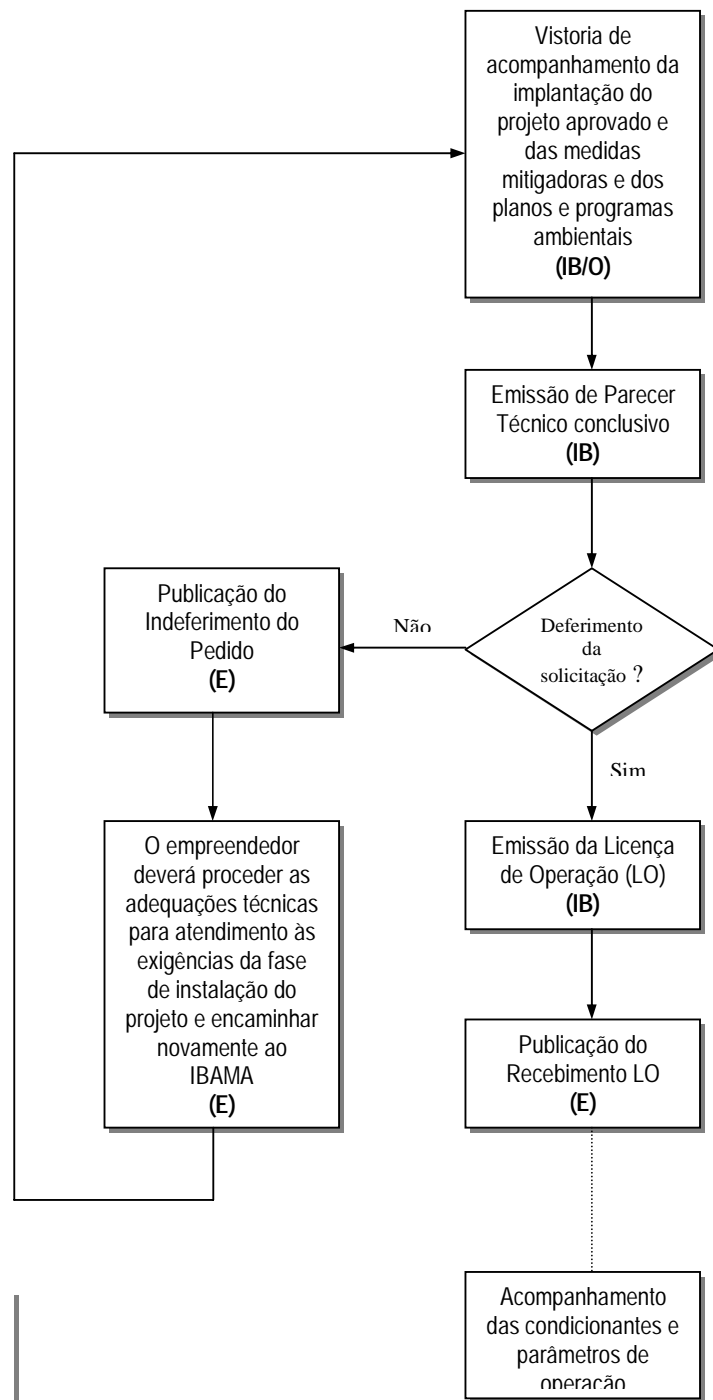 Vistoria de
acompanhamento da
implantação do
projeto aprovado e
das medidas
mitigadoras e dos
planos e programas
ambientais
(IB/O)
Emissão de Parecer
Técnico conclusivo
(IB)
Deferimento
da
solicitação ?
Não
Publicação do
Indeferimento do
Pedido
(E)
O empreendedor
deverá proceder as
adequações técnicas
para atendimento às
exigências da fase
de instalação do
projeto e encaminhar
novamente ao
IBAMA
(E)
Sim
Emissão da Licença
de Operação (LO)
(IB)
Publicação do
Recebimento LO
(E)
Acompanhamento
das condicionantes e
parâmetros de
operação